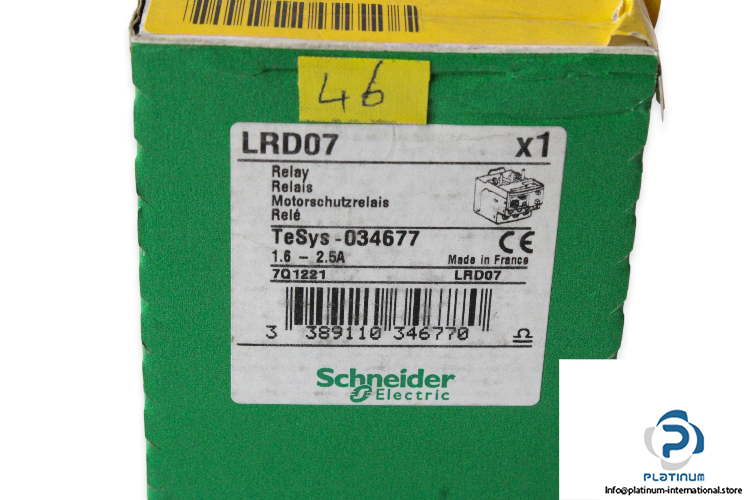 46
LRD07 x1
Relay
Relais
Motorschutzrelais
Relé
TeSys - 034677 CE
1.6 - 2.5A Made in France
7Q1221 LRD07
3 389110 346770
Schneider
Electric
PLATINUM
Info@platinum-international.store